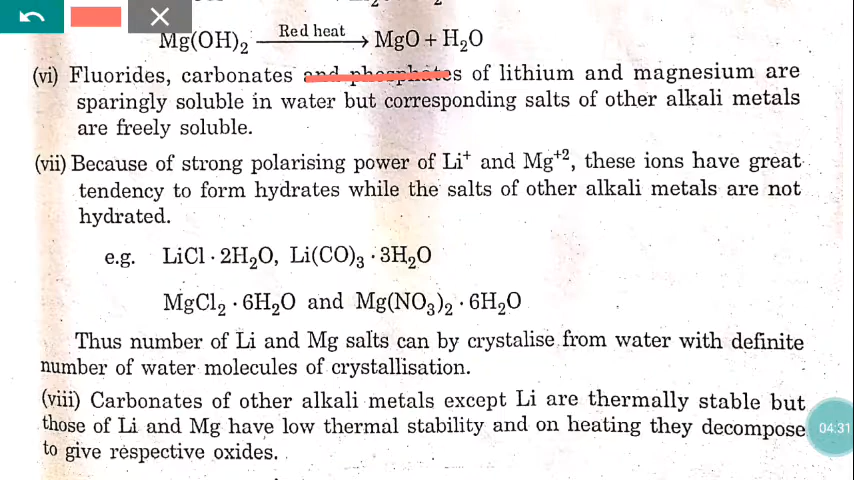 Mg(OH)₂ —Red heat→ MgO + H₂O
(vi) Fluorides, carbonates and phosphates of lithium and magnesium are
sparingly soluble in water but corresponding salts of other alkali metals
are freely soluble.
(vii) Because of strong polarising power of Li⁺ and Mg⁺², these ions have great
tendency to form hydrates while the salts of other alkali metals are not
hydrated.
e.g. LiCl · 2H₂O, Li(CO)₃ · 3H₂O
MgCl₂ · 6H₂O and Mg(NO₃)₂ · 6H₂O
Thus number of Li and Mg salts can by crystalise from water with definite
number of water molecules of crystallisation.
(viii) Carbonates of other alkali metals except Li are thermally stable but
those of Li and Mg have low thermal stability and on heating they decompose
04:31
to give respective oxides.